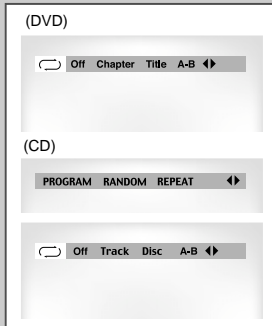 (DVD)
Off Chapter Title A-B
(CD)
PROGRAM RANDOM REPEAT
Off Track Disc A-B